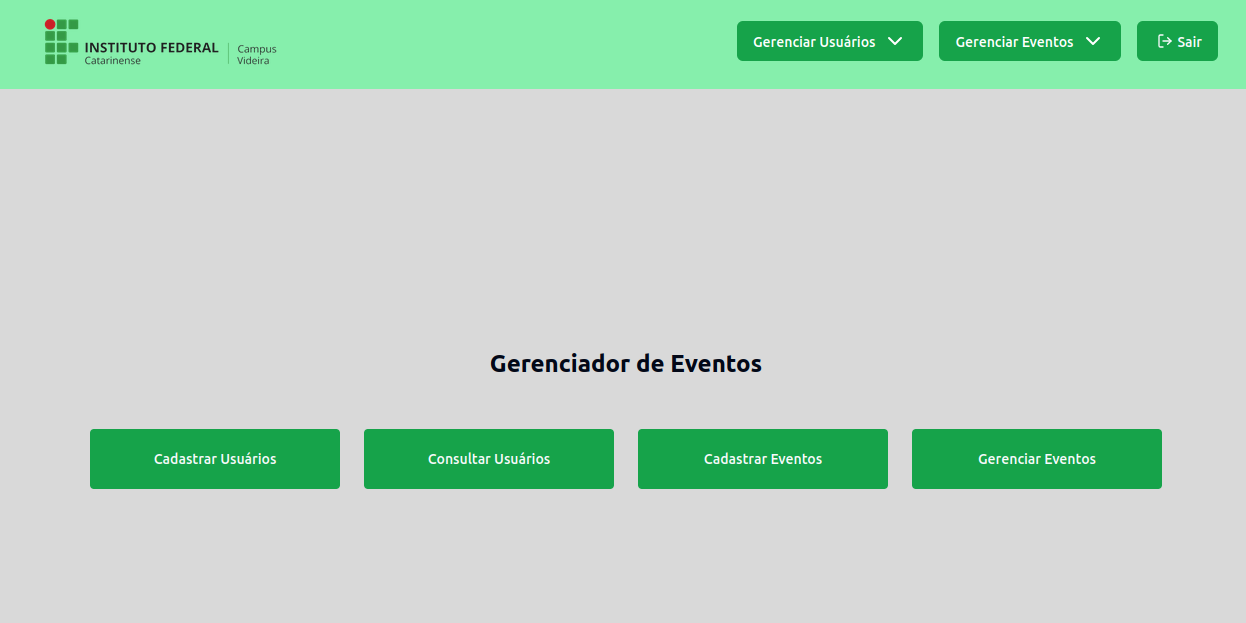 INSTITUTO FEDERAL
Catarinense
Campus
Videira
Gerenciar Usuários
Gerenciar Eventos
Sair
Gerenciador de Eventos
Cadastrar Usuários
Consultar Usuários
Cadastrar Eventos
Gerenciar Eventos